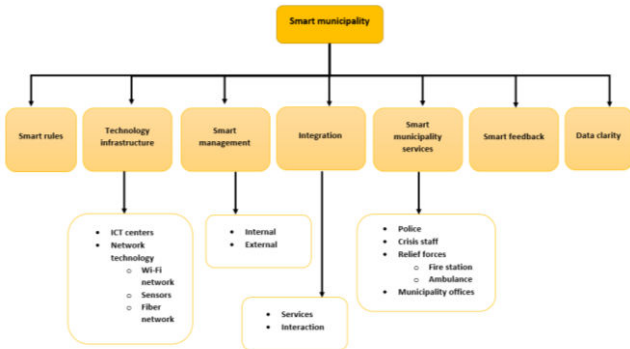 Smart municipality
Smart rules
Technology
infrastructure
Smart
management
Integration
Smart
municipality
services
Smart feedback
Data clarity
• ICT centers
• Network
technology
o Wi-Fi
network
o Sensors
o Fiber
network
• Internal
• External
• Services
• Interaction
• Police
• Crisis staff
• Relief forces
o Fire station
o Ambulance
• Municipality offices